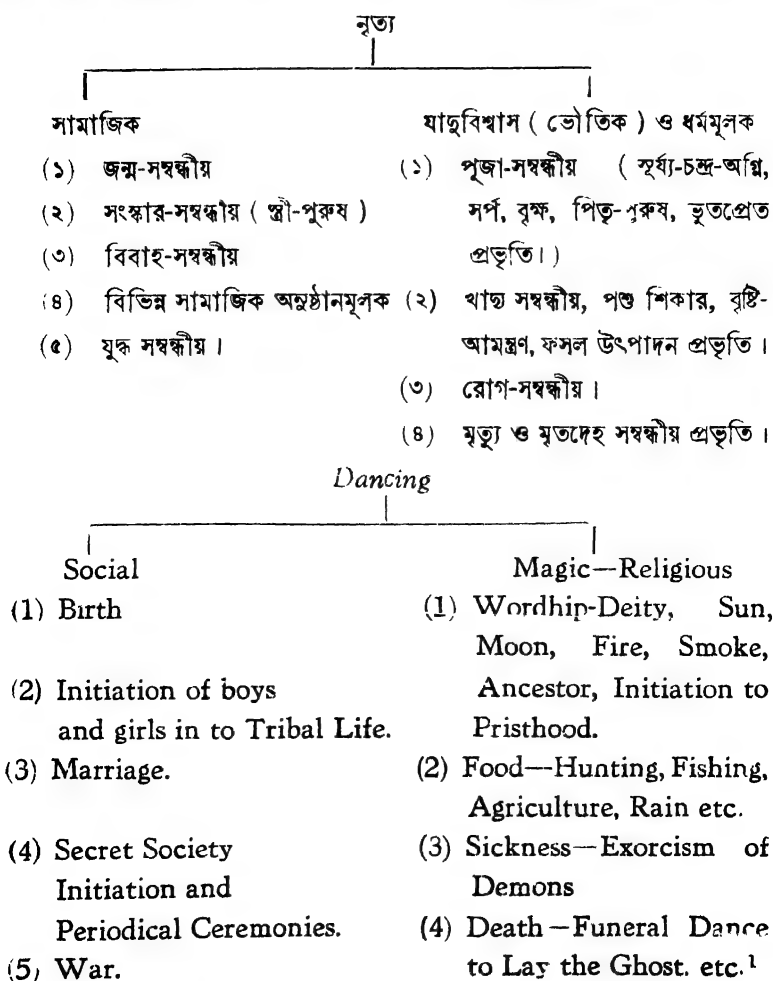 নৃত্য
সামাজিক
(১) জন্ম-সম্বন্ধীয়
(২) সংস্কার-সম্বন্ধীয় ( স্ত্রী-পুরুষ )
(৩) বিবাহ-সম্বন্ধীয়
(৪) বিভিন্ন সামাজিক অনুষ্ঠানমূলক
(৫) যুদ্ধ সম্বন্ধীয় ।
যাদুবিশ্বাস ( ভৌতিক ) ও ধর্মমূলক
(১) পূজা-সম্বন্ধীয় ( সূর্য্য-চন্দ্র-অগ্নি,
সর্প, বৃক্ষ, পিতৃ-পুরুষ, ভূতপ্রেত
প্রভৃতি। )
(২) খাদ্য সম্বন্ধীয়, পশু শিকার, বৃষ্টি-
আমন্ত্রণ, ফসল উৎপাদন প্রভৃতি ।
(৩) রোগ-সম্বন্ধীয় ।
(৪) মৃত্যু ও মৃতদেহ সম্বন্ধীয় প্রভৃতি ।
Dancing
Social
(1) Birth
(2) Initiation of boys
and girls in to Tribal Life.
(3) Marriage.
(4) Secret Society
Initiation and
Periodical Ceremonies.
(5) War.
Magic—Religious
(1) Wordhip-Deity, Sun,
Moon, Fire, Smoke,
Ancestor, Initiation to
Pristhood.
(2) Food—Hunting, Fishing,
Agriculture, Rain etc.
(3) Sickness—Exorcism of
Demons
(4) Death—Funeral Dance
to Lay the Ghost. etc.¹